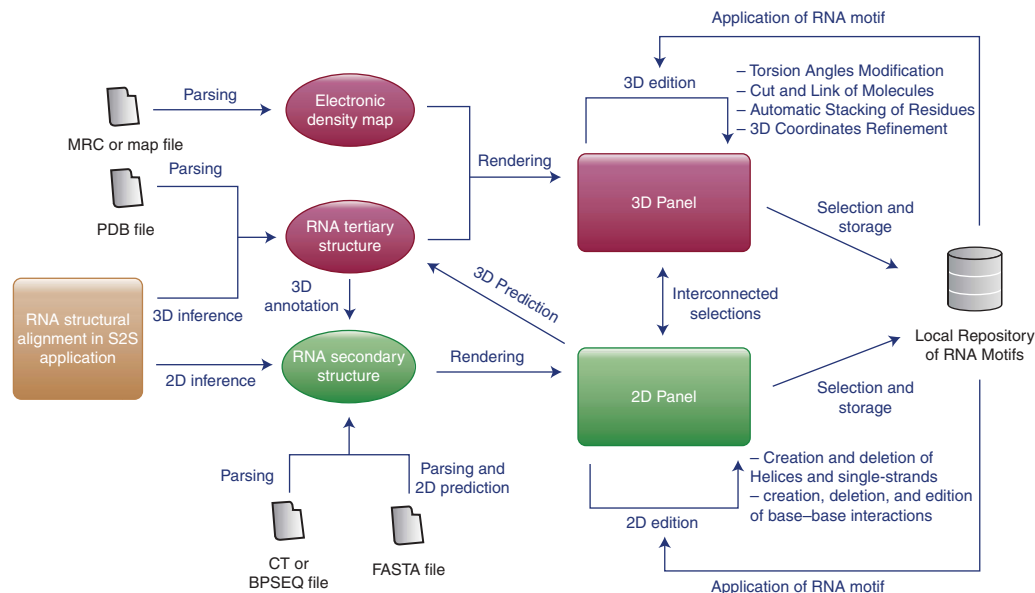 Application of RNA motif
3D edition
– Torsion Angles Modification
– Cut and Link of Molecules
– Automatic Stacking of Residues
– 3D Coordinates Refinement
Parsing
Electronic
density map
MRC or map file
Parsing
Rendering
PDB file
RNA tertiary
structure
3D Panel
Selection and
storage
3D
annotation
3D Prediction
Interconnected
selections
3D inference
RNA structural
alignment in S2S
application
2D inference
RNA secondary
structure
Rendering
2D Panel
Local Repository
of RNA Motifs
Selection and
storage
Parsing
Parsing and
2D prediction
– Creation and deletion of
Helices and single-strands
– creation, deletion, and edition
of base–base interactions
2D edition
CT or
BPSEQ file
FASTA file
Application of RNA motif